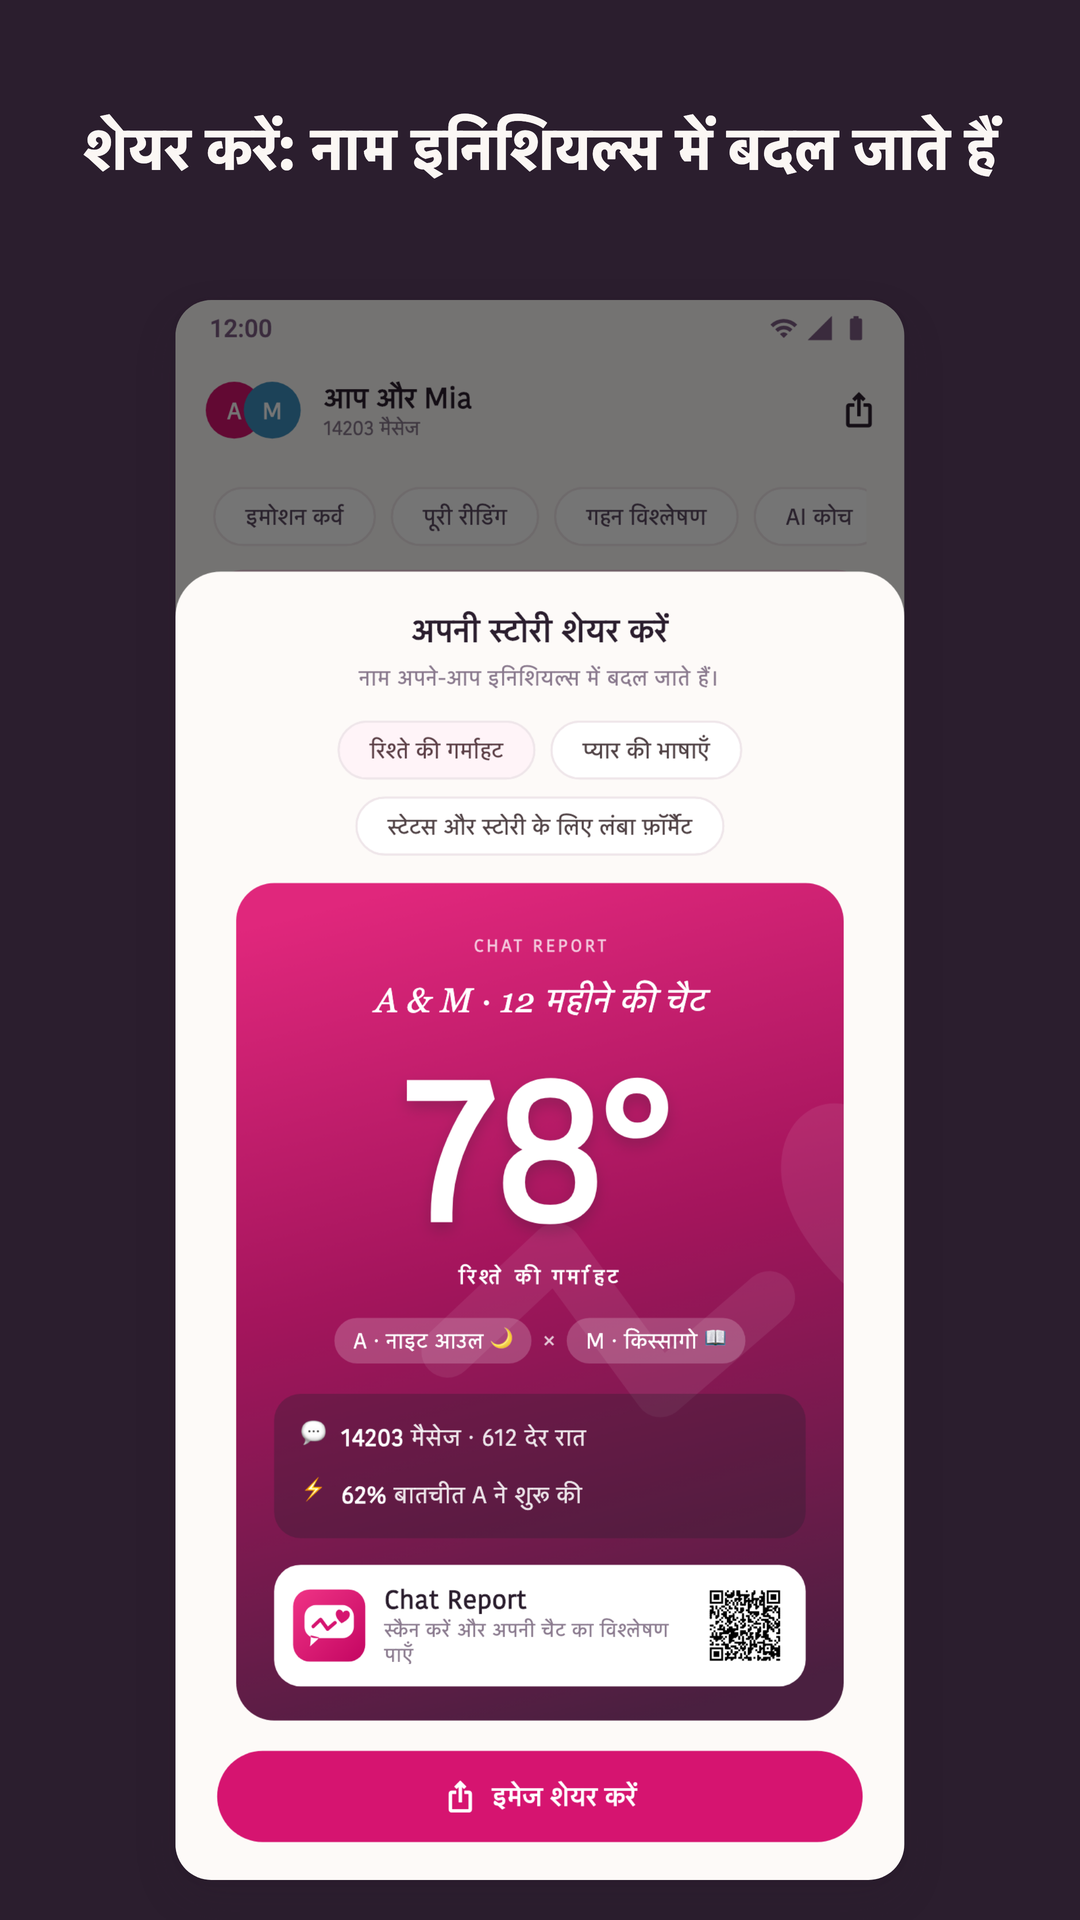 शेयर करें: नाम इनिशियल्स में बदल जाते हैं
12:00
A M
आप और Mia
14203 मैसेज
इमोशन कर्व
पूरी रीडिंग
गहन विश्लेषण
AI कोच
अपनी स्टोरी शेयर करें
नाम अपने-आप इनिशियल्स में बदल जाते हैं।
रिश्ते की गर्माहट
प्यार की भाषाएँ
स्टेटस और स्टोरी के लिए लंबा फ़ॉर्मैट
CHAT REPORT
A & M · 12 महीने की चैट
78°
रिश्ते की गर्माहट
A · नाइट आउल 🌙 × M · किस्सागो 📖
💬 14203 मैसेज · 612 देर रात
⚡ 62% बातचीत A ने शुरू की
Chat Report
स्कैन करें और अपनी चैट का विश्लेषण
पाएँ
इमेज शेयर करें